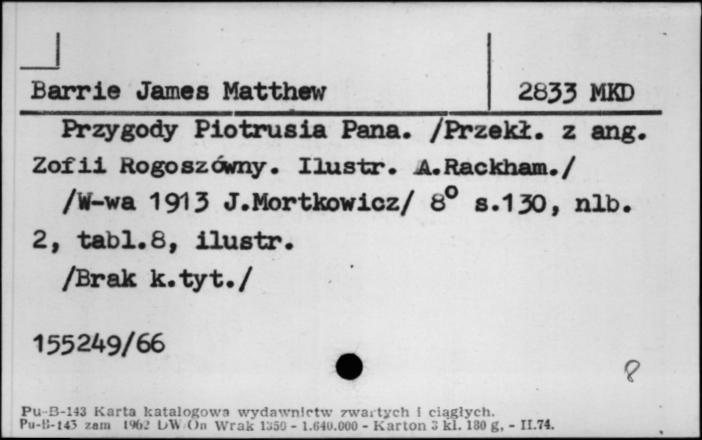 Barrie James Matthew 2833 MKD
Przygody Piotrusia Pana. /Przekł. z ang.
Zofii Rogoszówny. Ilustr. A.Rackham./
/W-wa 1913 J.Mortkowicz/ 8° s.130, nlb.
2, tabl.8, ilustr.
/Brak k.tyt./
155249/66
8
Pu-B-143 Karta katalogowa wydawnictw zwartych i ciągłych.
Pu-B-143 zam 1962 DW On Wrak 1350 - 1.640.000 - Karton 3 kl. 180 g, - II.74.